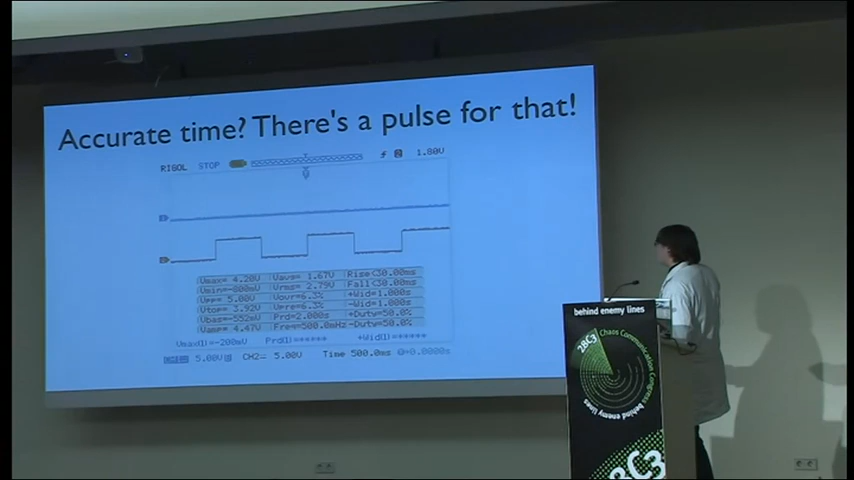 Accurate time? There's a pulse for that!
RIGOL STOP 1.80V
Vmax= 4.20V Vavg= 1.67V Rise<30.00ms
Vmin=-800mV Vrms= 2.79V Fall<30.00ms
Vpp= 5.00V Vovr=6.3% +Wid=1.000s
Vtop= 3.92V Vpre=6.3% -Wid=1.000s
Vbas=-552mV Prd=2.000s +Duty=50.0%
Vamp= 4.47V Freq=500.0mHz -Duty=50.0%
Vmax(1)=-200mV Prd(1)=***** +Wid(1)=*****
5.00V CH2= 5.00V Time 500.0ms +0.0000s
behind enemy lines
28C3
Chaos Communication Congress
behind enemy lines
8C3